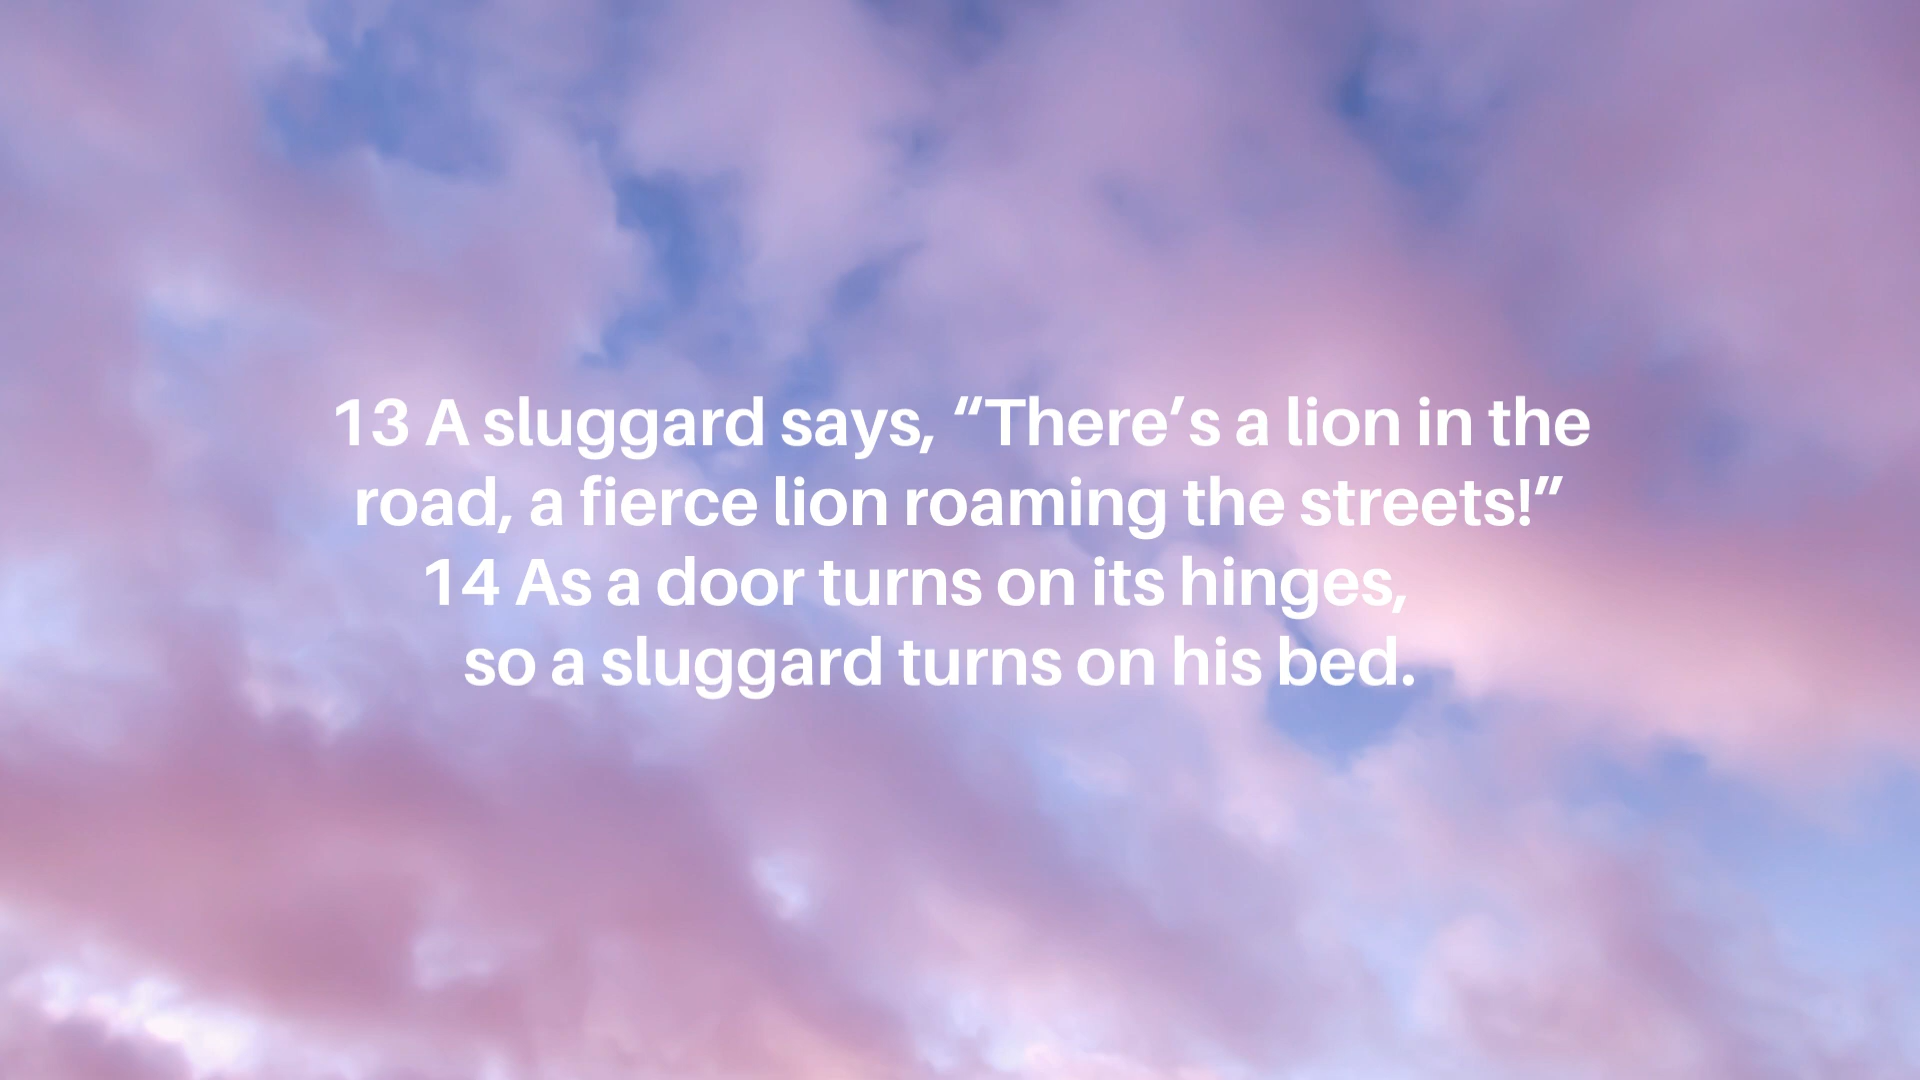 13 A sluggard says, “There’s a lion in the
road, a fierce lion roaming the streets!”
14 As a door turns on its hinges,
so a sluggard turns on his bed.